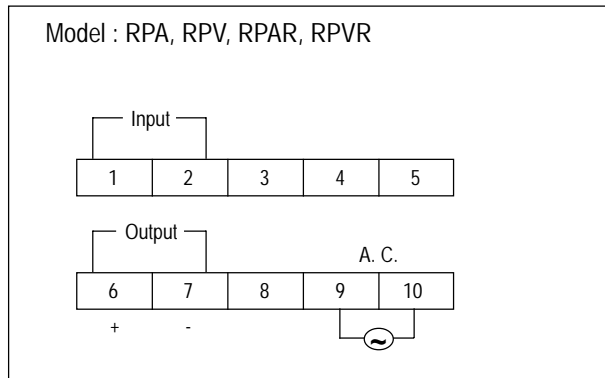 Model : RPA, RPV, RPAR, RPVR
Input
1 2 3 4 5
Output
A. C.
6 7 8 9 10
+ -
~